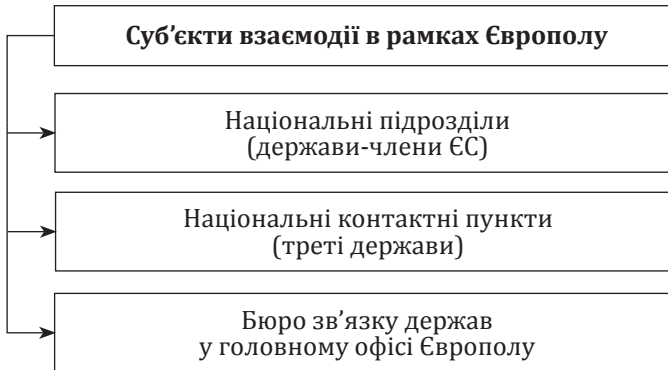 Суб’єкти взаємодії в рамках Європолу
Національні підрозділи
(держави-члени ЄС)
Національні контактні пункти
(треті держави)
Бюро зв'язку держав
у головному офісі Європолу